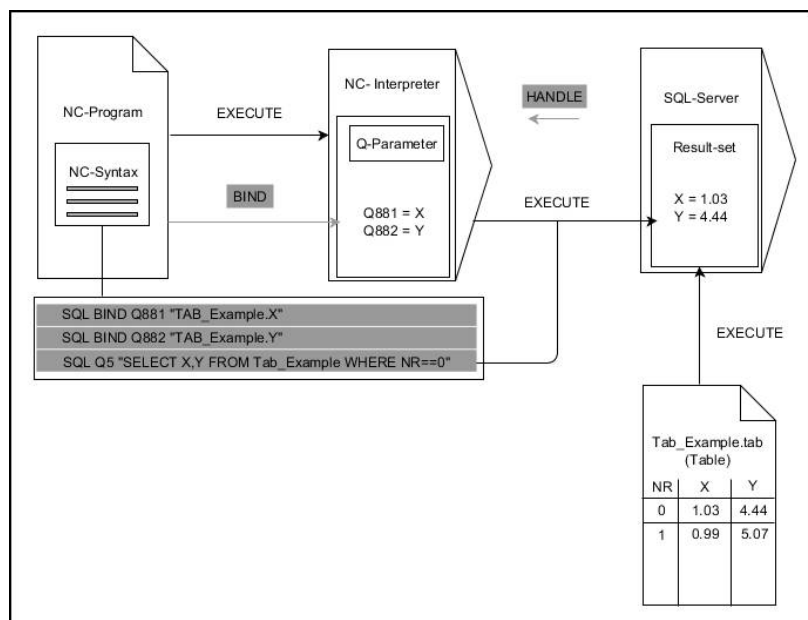 NC-Program
NC-Syntax
EXECUTE
BIND
NC- Interpreter
Q-Parameter
Q881 = X
Q882 = Y
HANDLE
EXECUTE
SQL-Server
Result-set
X = 1.03
Y = 4.44
SQL BIND Q881 "TAB_Example.X"
SQL BIND Q882 "TAB_Example.Y"
SQL Q5 "SELECT X,Y FROM Tab_Example WHERE NR==0"
EXECUTE
Tab_Example.tab
(Table)
NR X Y
0 1.03 4.44
1 0.99 5.07